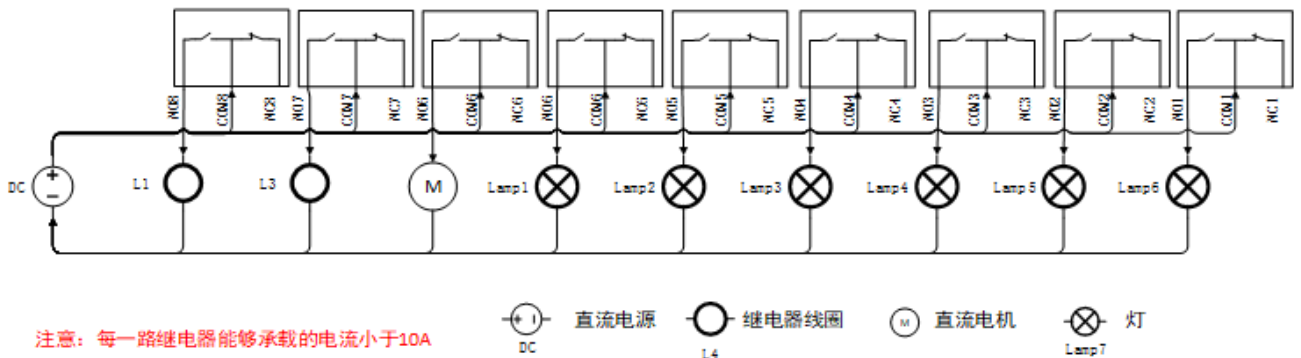 NO8 COM8 NC8 NO7 COM7 NC7 NO6 COM6 NC6 NO6 COM6 NC6 NO5 COM5 NC5 NO4 COM4 NC4 NO3 COM3 NC3 NO2 COM2 NC2 NO1 COM1 NC1
DC L1 L3 M Lamp1 Lamp2 Lamp3 Lamp4 Lamp5 Lamp6
注意：每一路继电器能够承载的电流小于10A
直流电源 继电器线圈 M 直流电机 灯
DC L4 Lamp7